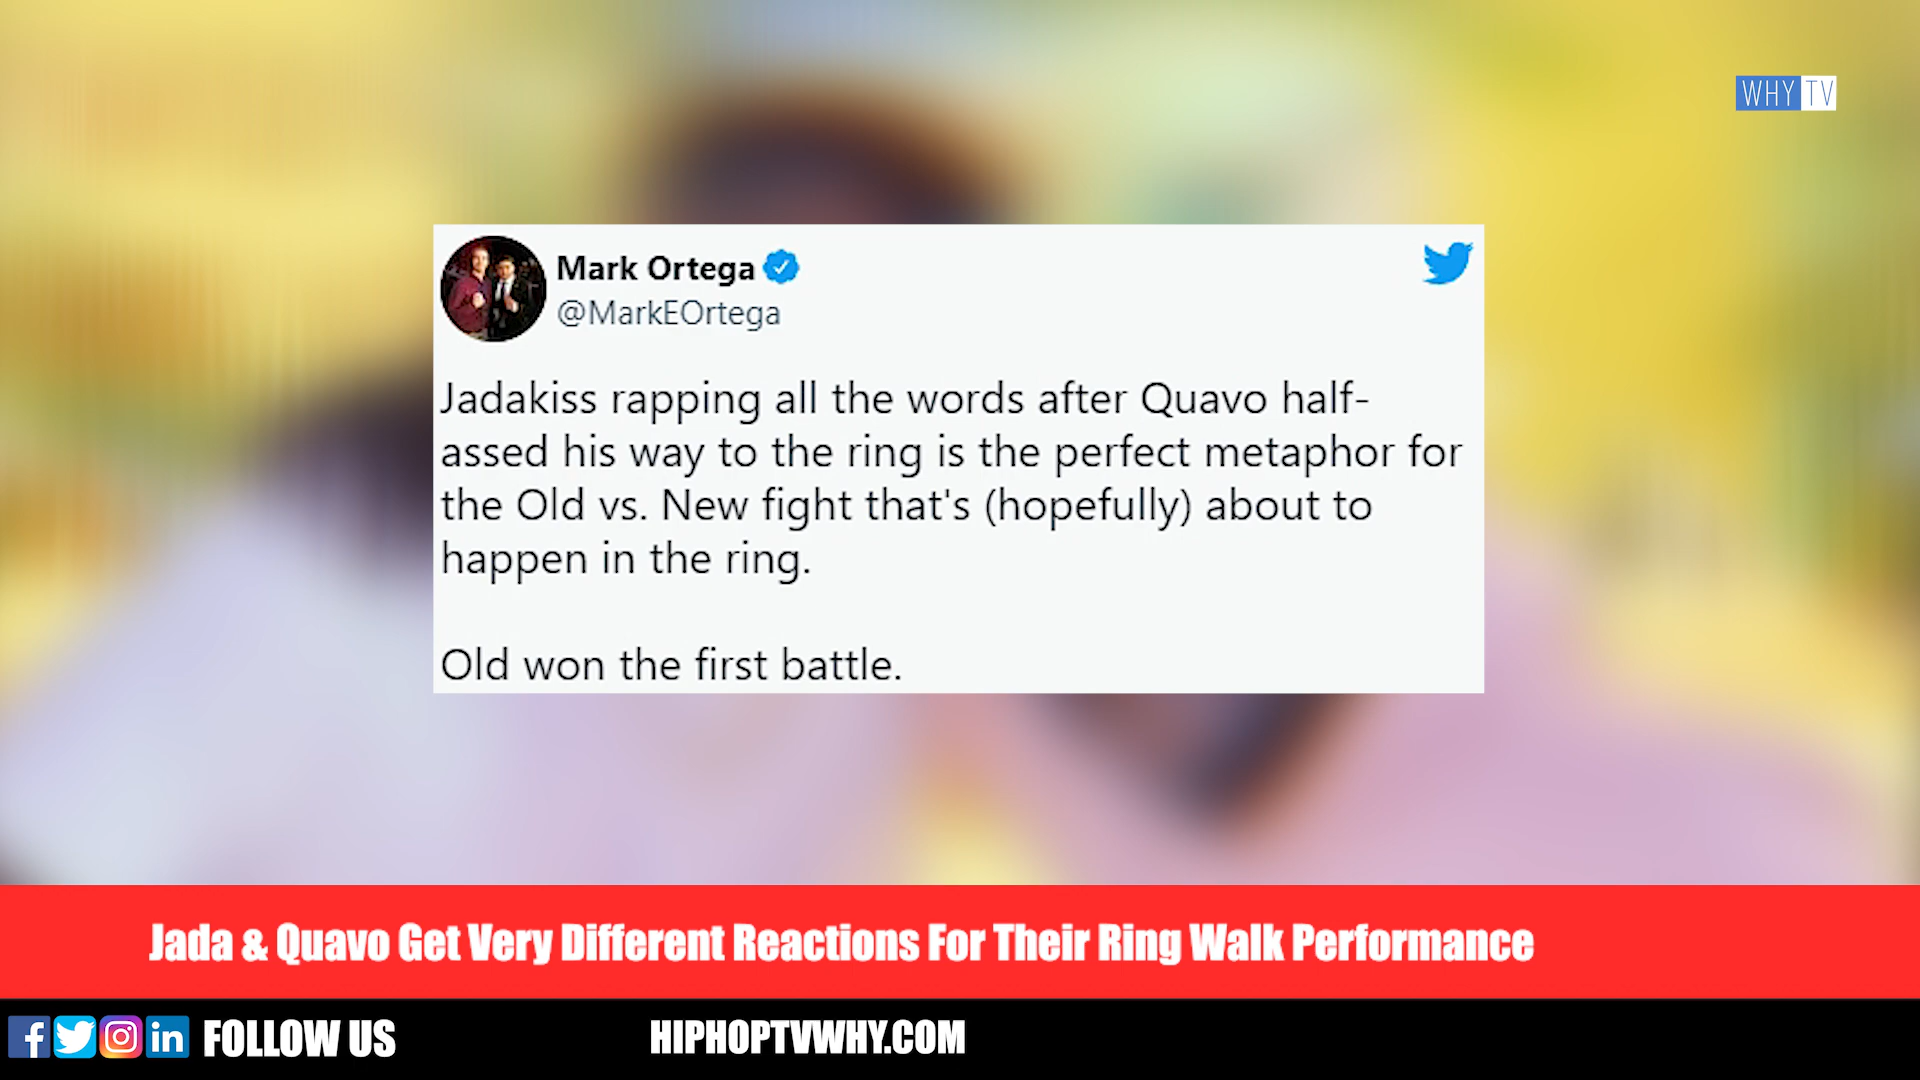 WHY TV
Mark Ortega
@MarkEOrtega
Jadakiss rapping all the words after Quavo half-
assed his way to the ring is the perfect metaphor for
the Old vs. New fight that's (hopefully) about to
happen in the ring.
Old won the first battle.
Jada & Quavo Get Very Different Reactions For Their Ring Walk Performance
f in FOLLOW US
HIPHOPTVWHY.COM